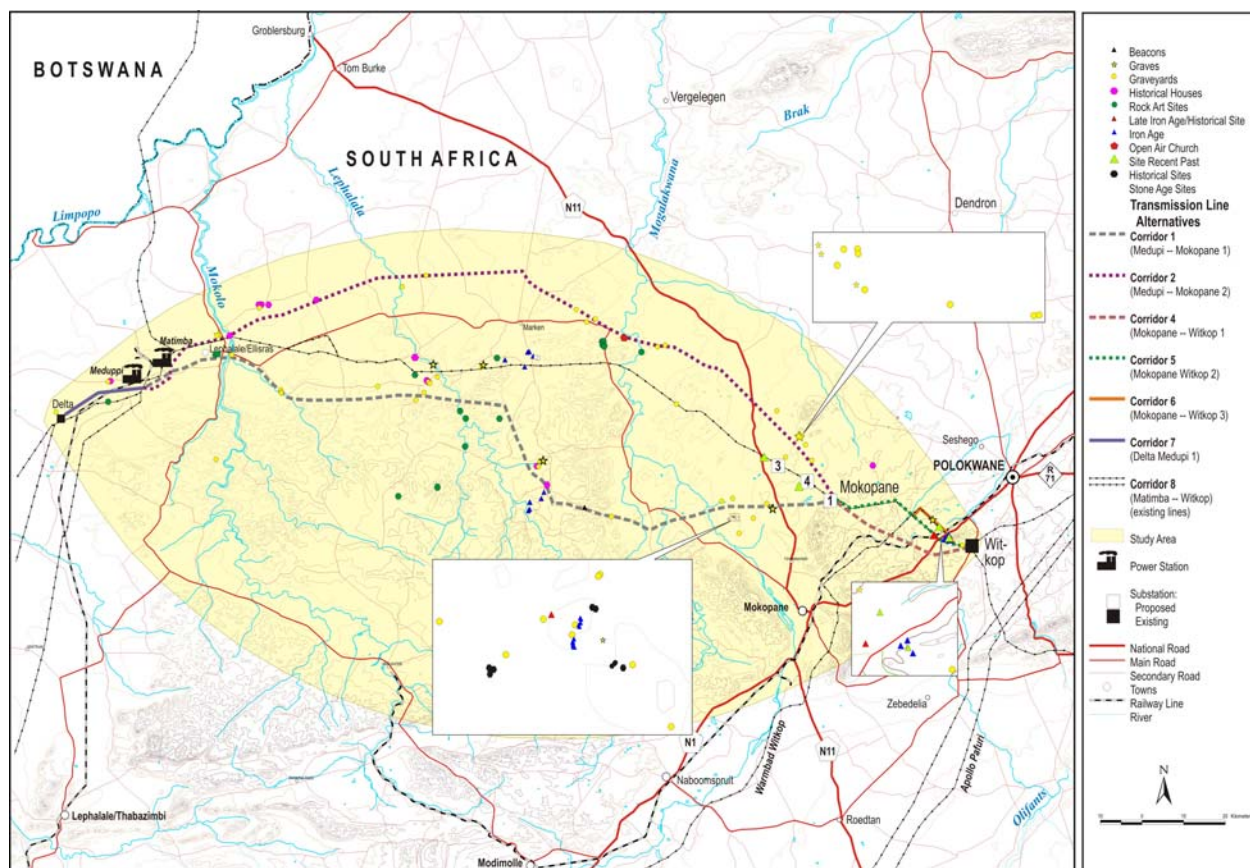 Groblersburg
BOTSWANA
Tom Burke
Vergelegen
Brak
SOUTH AFRICA
Lephalala
Mogalakwana
Limpopo
N11
Dendron
Mokolo
Marken
Matimba
Lephalale/Ellisras
Meduppi
Delta
Seshego
POLOKWANE
R
71
3
4
Mokopane
1
Wit-
kop
Mokopane
Zebedelia
N1
Warmbad Witkop
N11
Apollo Pafuri
Naboomspruit
Lephalale/Thabazimbi
Roedtan
Olifants
Modimolle
Beacons
Graves
Graveyards
Historical Houses
Rock Art Sites
Late Iron Age/Historical Site
Iron Age
Open Air Church
Site Recent Past
Historical Sites
Stone Age Sites
Transmission Line
Alternatives
Corridor 1
(Medupi -- Mokopane 1)
Corridor 2
(Medupi -- Mokopane 2)
Corridor 4
(Mokopane -- Witkop 1
Corridor 5
(Mokopane Witkop 2)
Corridor 6
(Mokopane -- Witkop 3)
Corridor 7
(Delta Medupi 1)
Corridor 8
(Matimba -- Witkop)
(existing lines)
Study Area
Power Station
Substation:
Proposed
Existing
National Road
Main Road
Secondary Road
Towns
Railway Line
River
N